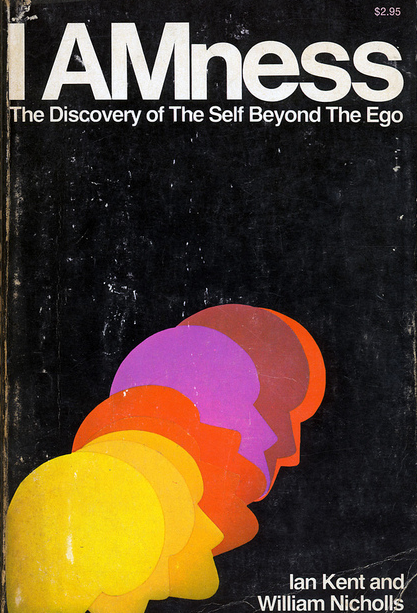 $2.95
I AMness
The Discovery of The Self Beyond The Ego
Ian Kent and
William Nicholls